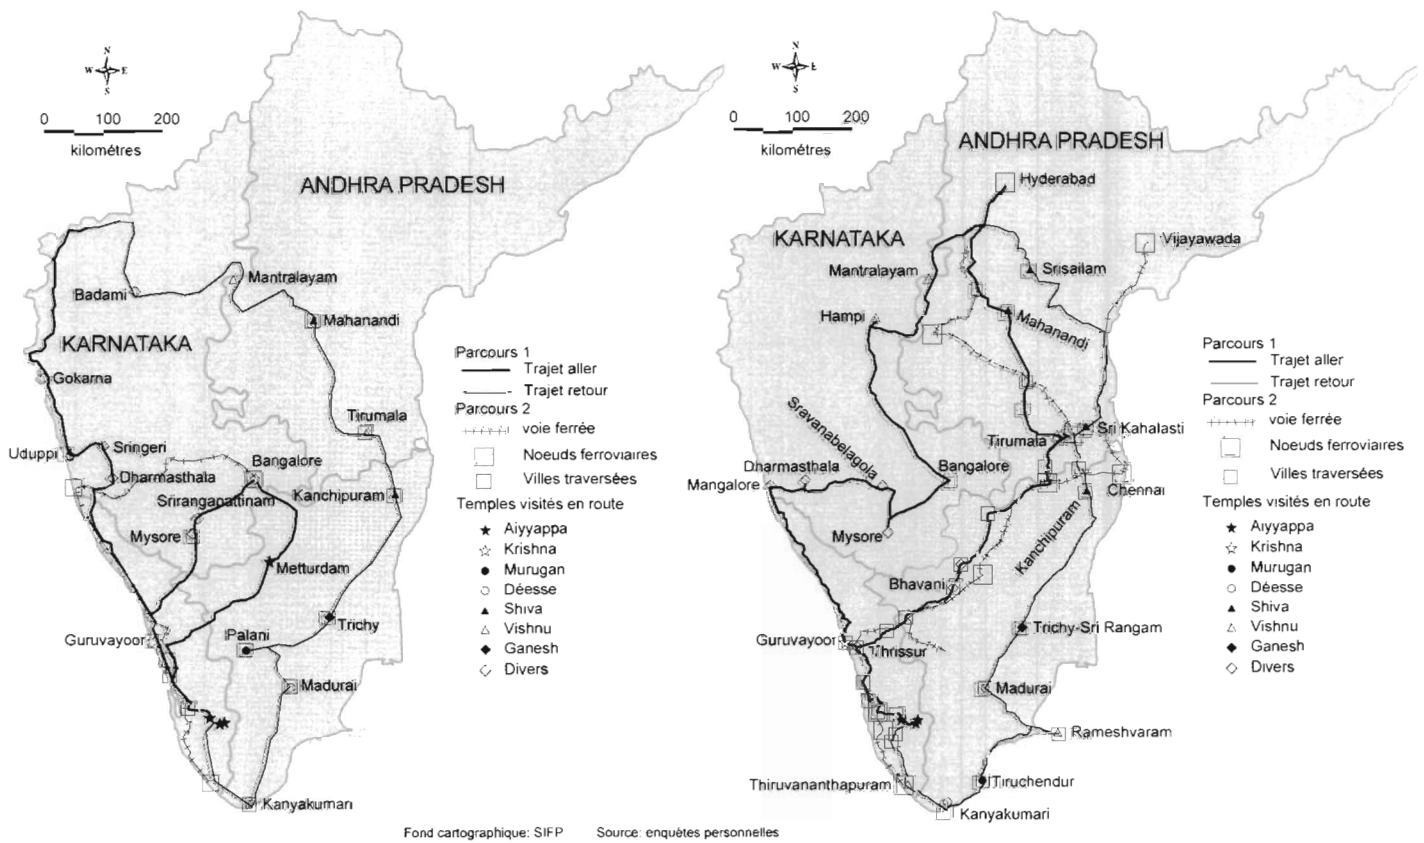 N
W E
S
0 100 200
kilométres
ANDHRA PRADESH
KARNATAKA
Badami
Mantralayam
Mahanandi
Gokarna
Tirumala
Uduppi
Sringeri
Dharmasthala
Bangalore
Sriranganattinam
Kanchipuram
Mysore
Metturdam
Guruvayoor
Palani
Trichy
Madurai
Kanyakumari
Parcours 1
Trajet aller
Trajet retour
Parcours 2
voie ferrée
Noeuds ferroviaires
Villes traversées
Temples visités en route
Aiyyappa
Krishna
Murugan
Déesse
Shiva
Vishnu
Ganesh
Divers
N
W E
S
0 100 200
kilométres
ANDHRA PRADESH
Hyderabad
KARNATAKA
Vijayawada
Mantralayam
Srisailam
Hampi
Mahanandi
Sravanabelagola
Tirumala
Sri Kahalasti
Dharmasthala
Bangalore
Mangalore
Chennai
Mysore
Kanchipuram
Bhavani
Guruvayoor
Thrissur
Trichy-Sri Rangam
Madurai
Rameshvaram
Thiruvananthapuram
Tiruchendur
Kanyakumari
Parcours 1
Trajet aller
Trajet retour
Parcours 2
voie ferrée
Noeuds ferroviaires
Villes traversées
Temples visités en route
Aiyyappa
Krishna
Murugan
Déesse
Shiva
Vishnu
Ganesh
Divers
Fond cartographique: SIFP Source: enquêtes personnelles